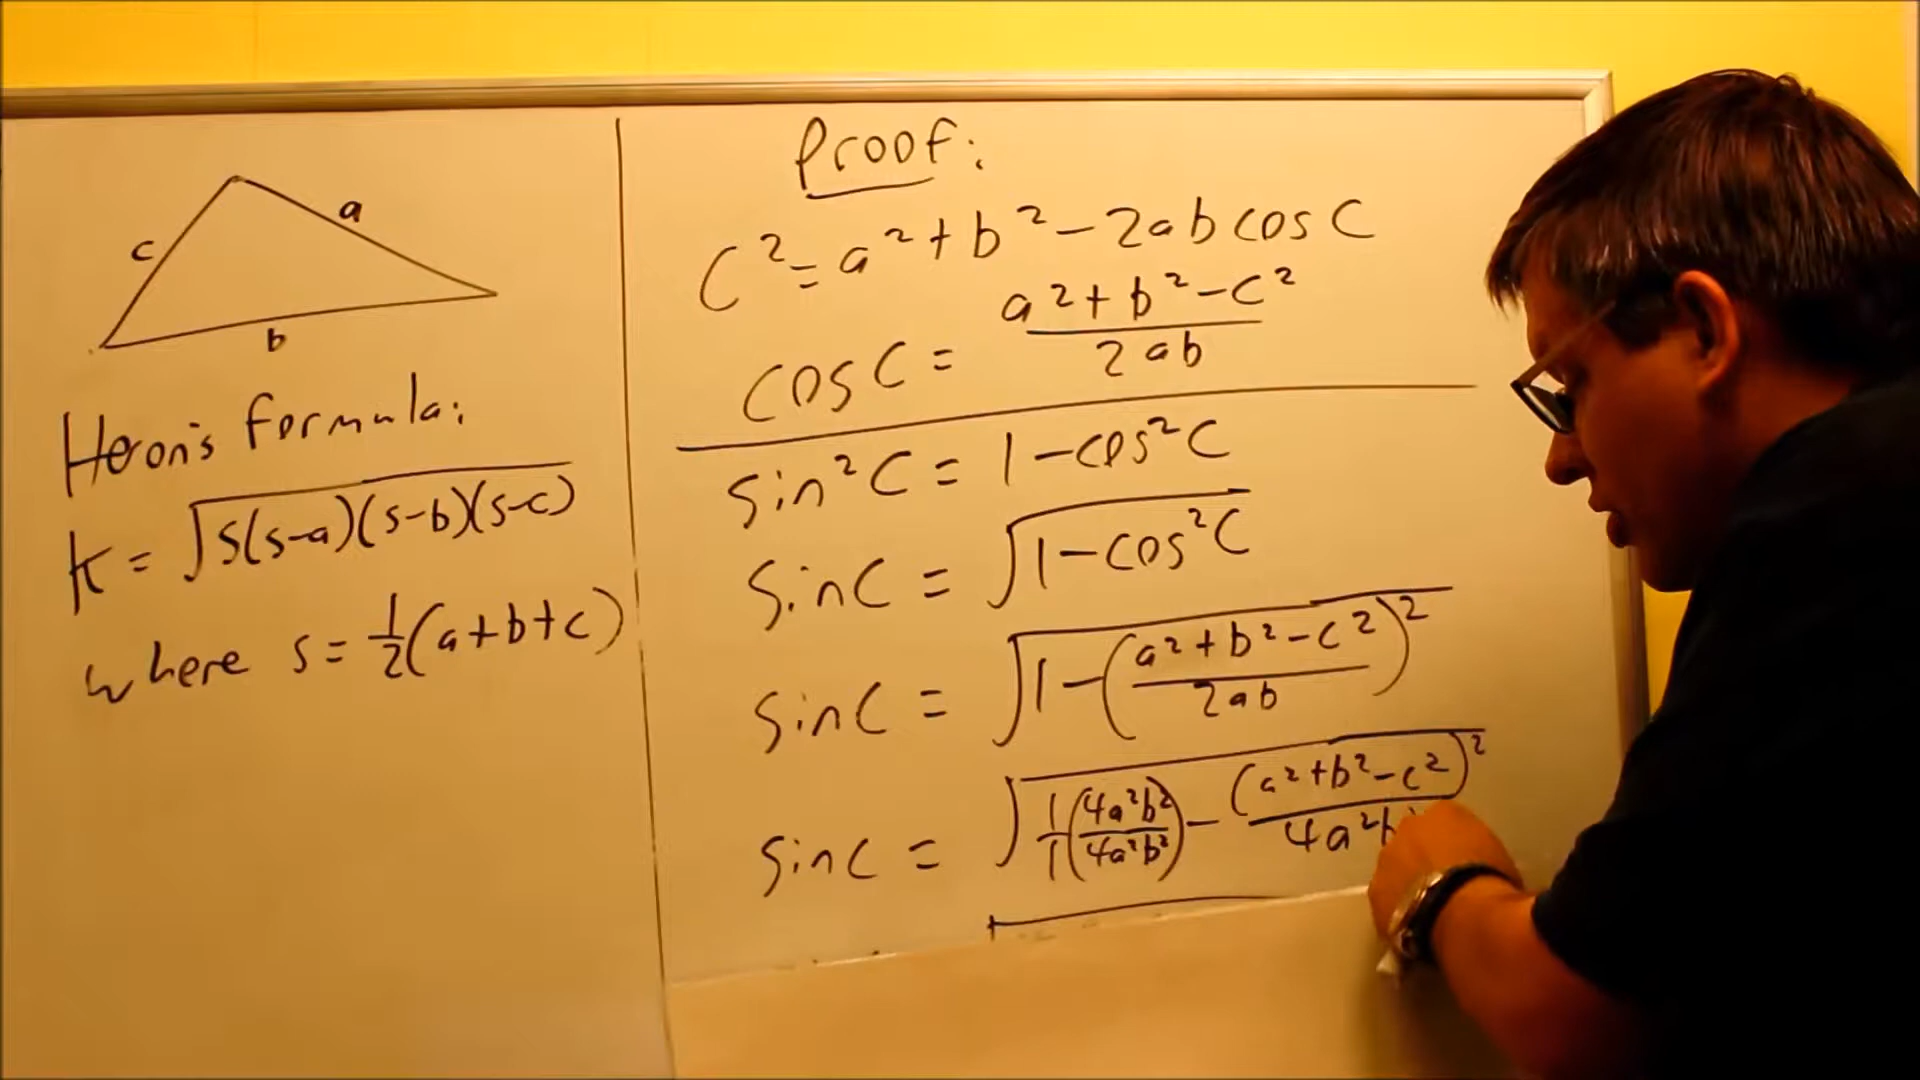 c
a
b
Heron's formula:
K = √s(s-a)(s-b)(s-c)
where s = 1/2(a+b+c)
Proof:
c² = a² + b² - 2ab cos C
cos C = (a² + b² - c²)/2ab
sin²C = 1 - cos²C
sin C = √1 - cos²C
sin C = √1 - ((a² + b² - c²)/2ab)²
sin C = √1/1(4a²b²/4a²b²) - (a² + b² - c²)²/4a²b